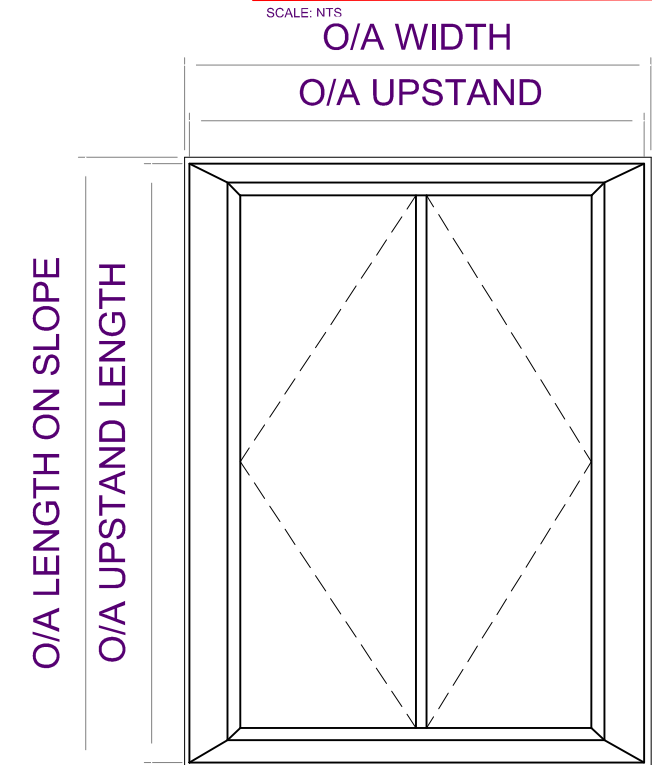 SCALE: NTS
O/A WIDTH
O/A UPSTAND
O/A LENGTH ON SLOPE
O/A UPSTAND LENGTH